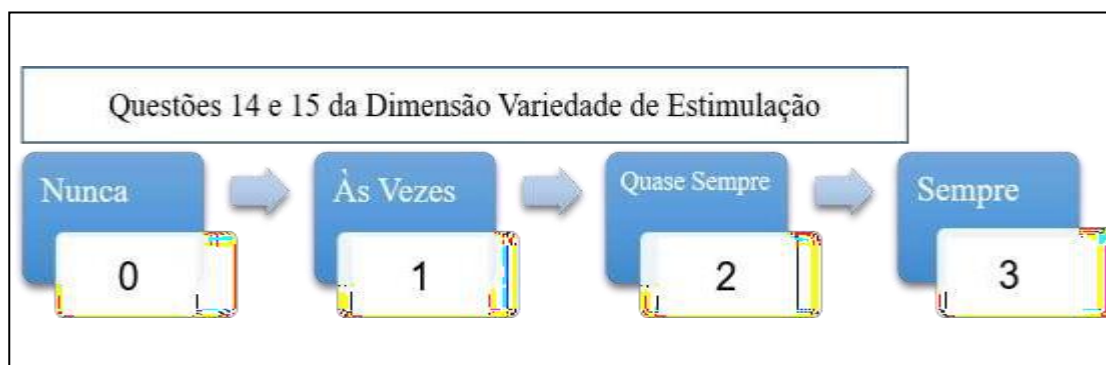 Questões 14 e 15 da Dimensão Variedade de Estimulação
Nunca
Às Vezes
Quase Sempre
Sempre
0
1
2
3